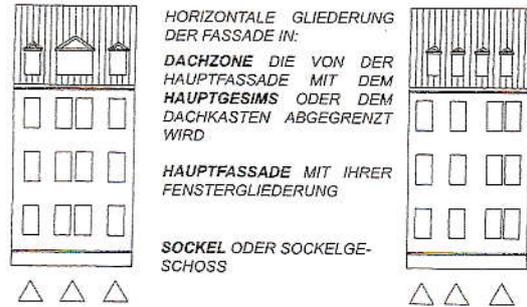 HORIZONTALE GLIEDERUNG
DER FASSADE IN:
DACHZONE DIE VON DER
HAUPTFASSADE MIT DEM
HAUPTGESIMS ODER DEM
DACHKASTEN ABGEGRENZT
WIRD
HAUPTFASSADE MIT IHRER
FENSTERGLIEDERUNG
SOCKEL ODER SOCKELGE-
SCHOSS